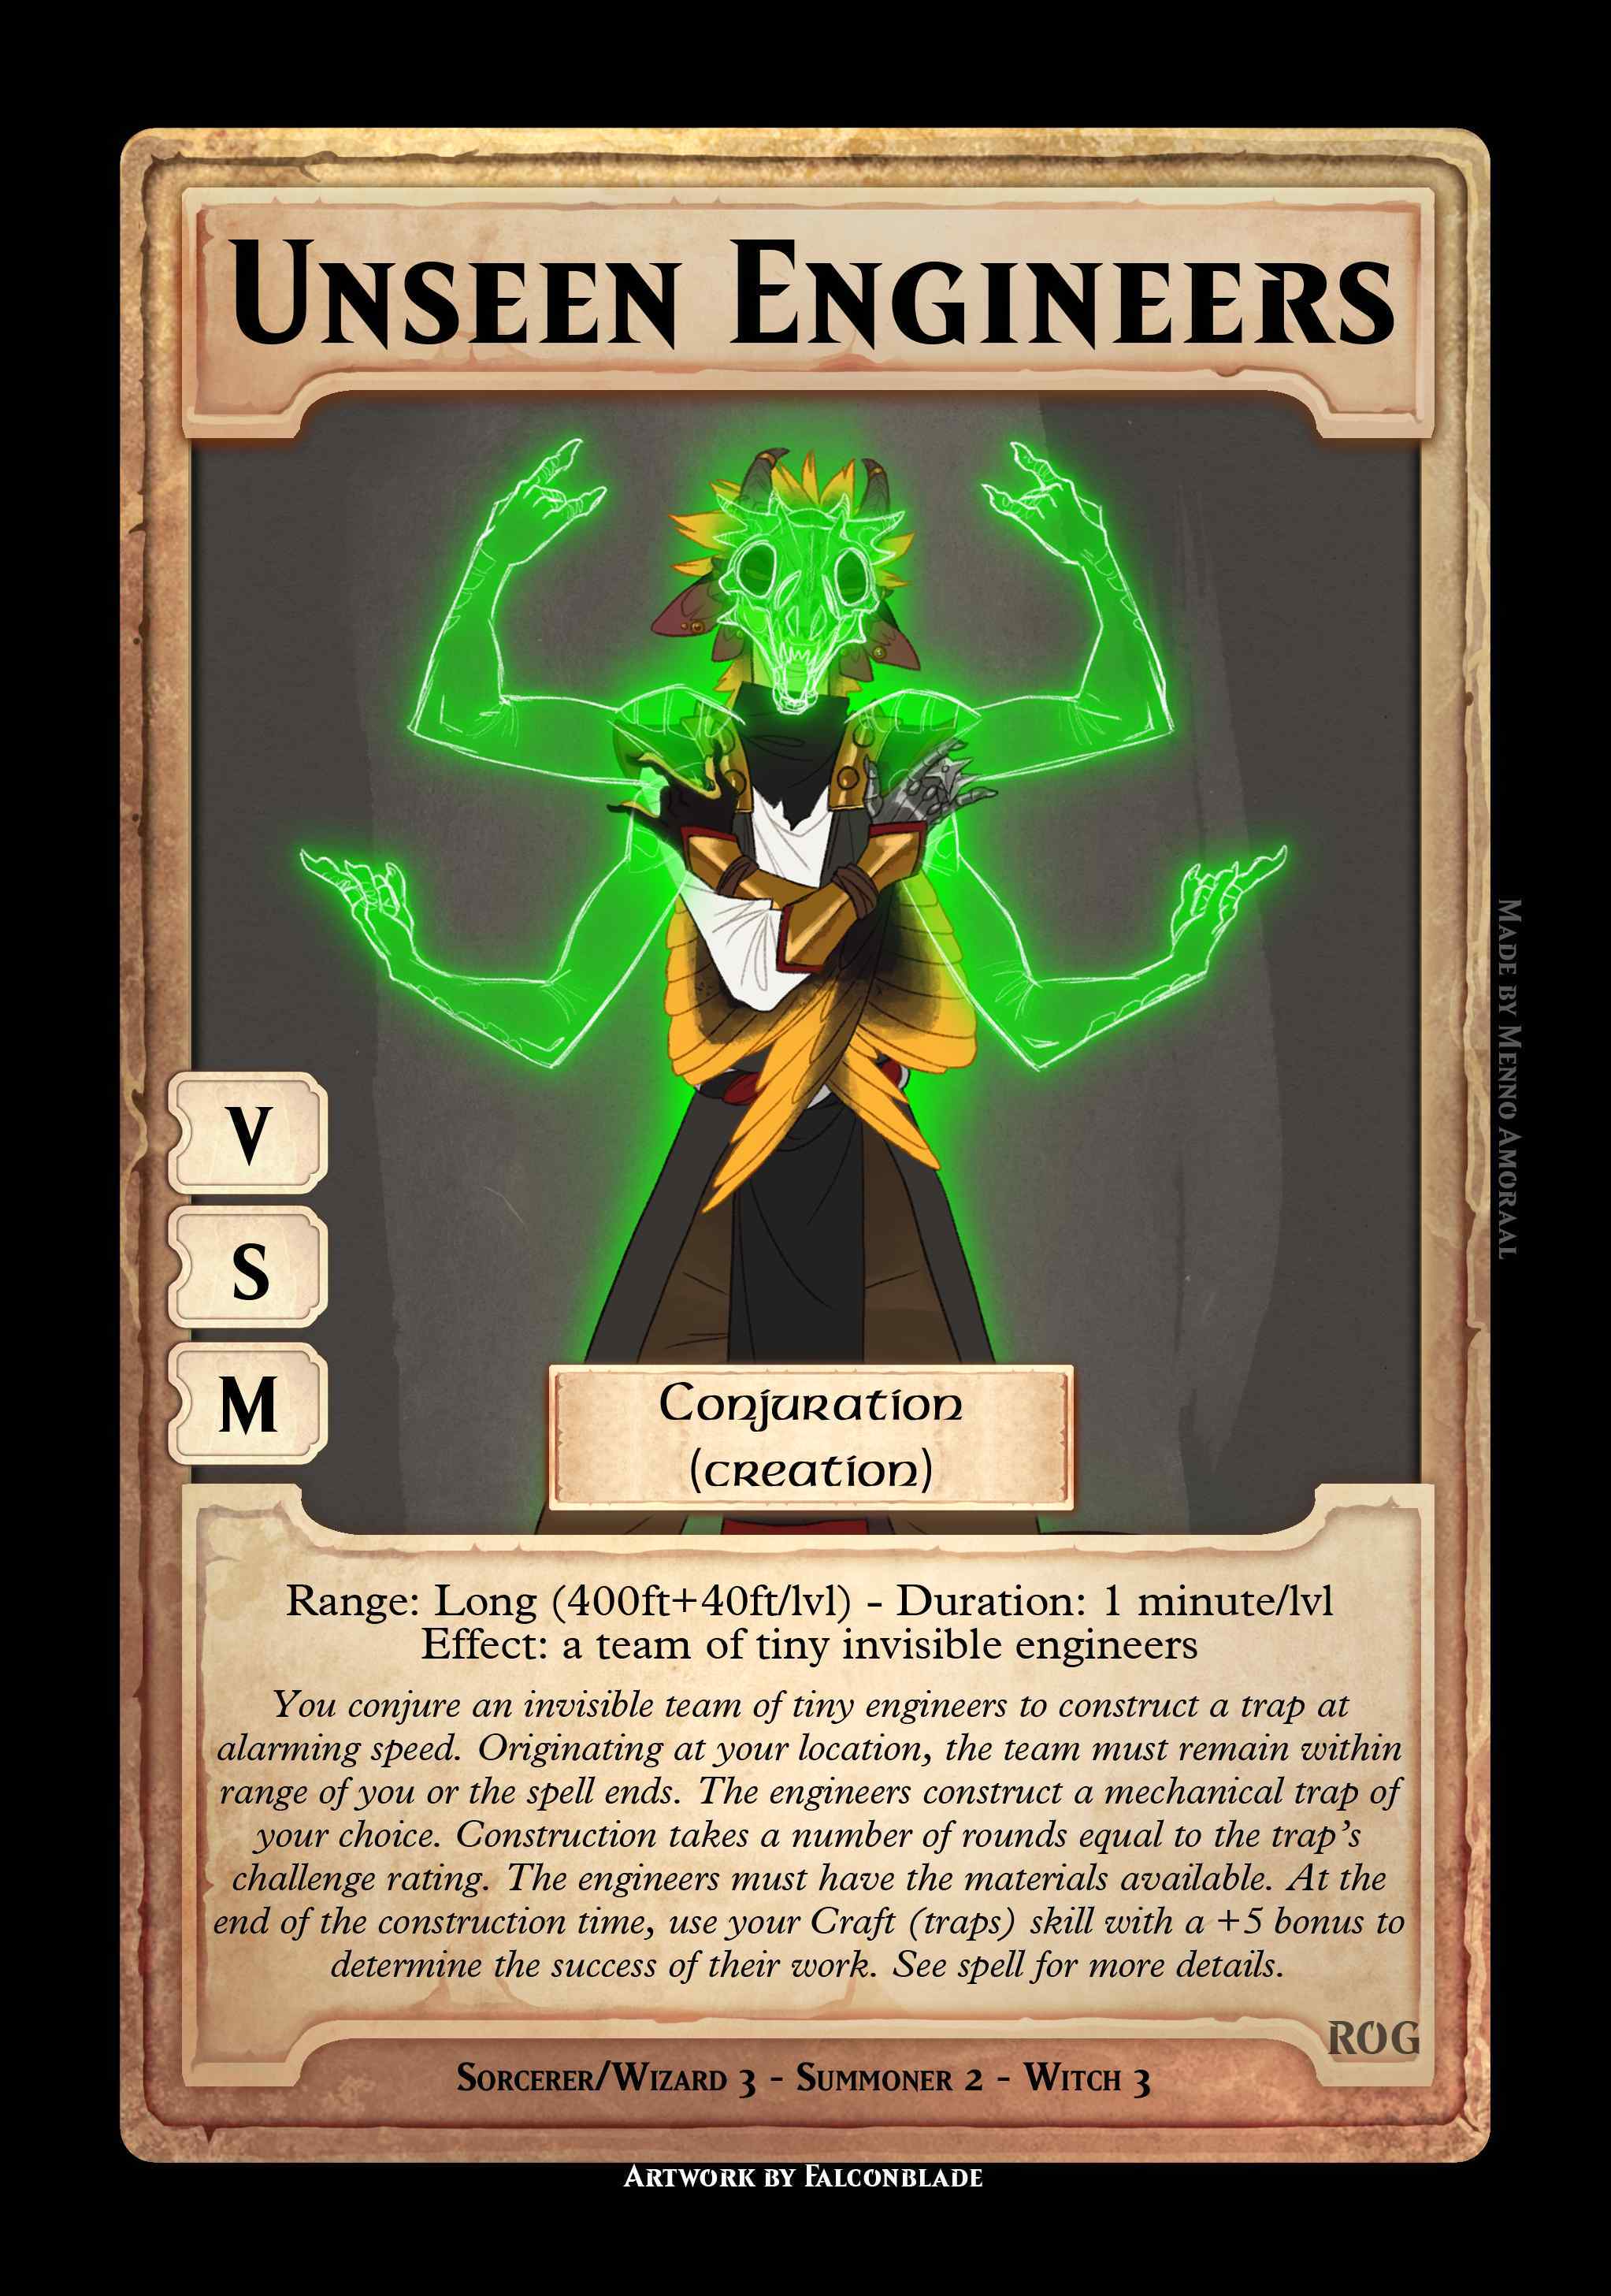 Unseen Engineers
V
S
M
Conjuration
(creation)
Range: Long (400ft+40ft/lvl) - Duration: 1 minute/lvl
Effect: a team of tiny invisible engineers
You conjure an invisible team of tiny engineers to construct a trap at
alarming speed. Originating at your location, the team must remain within
range of you or the spell ends. The engineers construct a mechanical trap of
your choice. Construction takes a number of rounds equal to the trap's
challenge rating. The engineers must have the materials available. At the
end of the construction time, use your Craft (traps) skill with a +5 bonus to
determine the success of their work. See spell for more details.
ROG
Sorcerer/Wizard 3 - Summoner 2 - Witch 3
Artwork by Falconblade
Made by Menno Amoraal